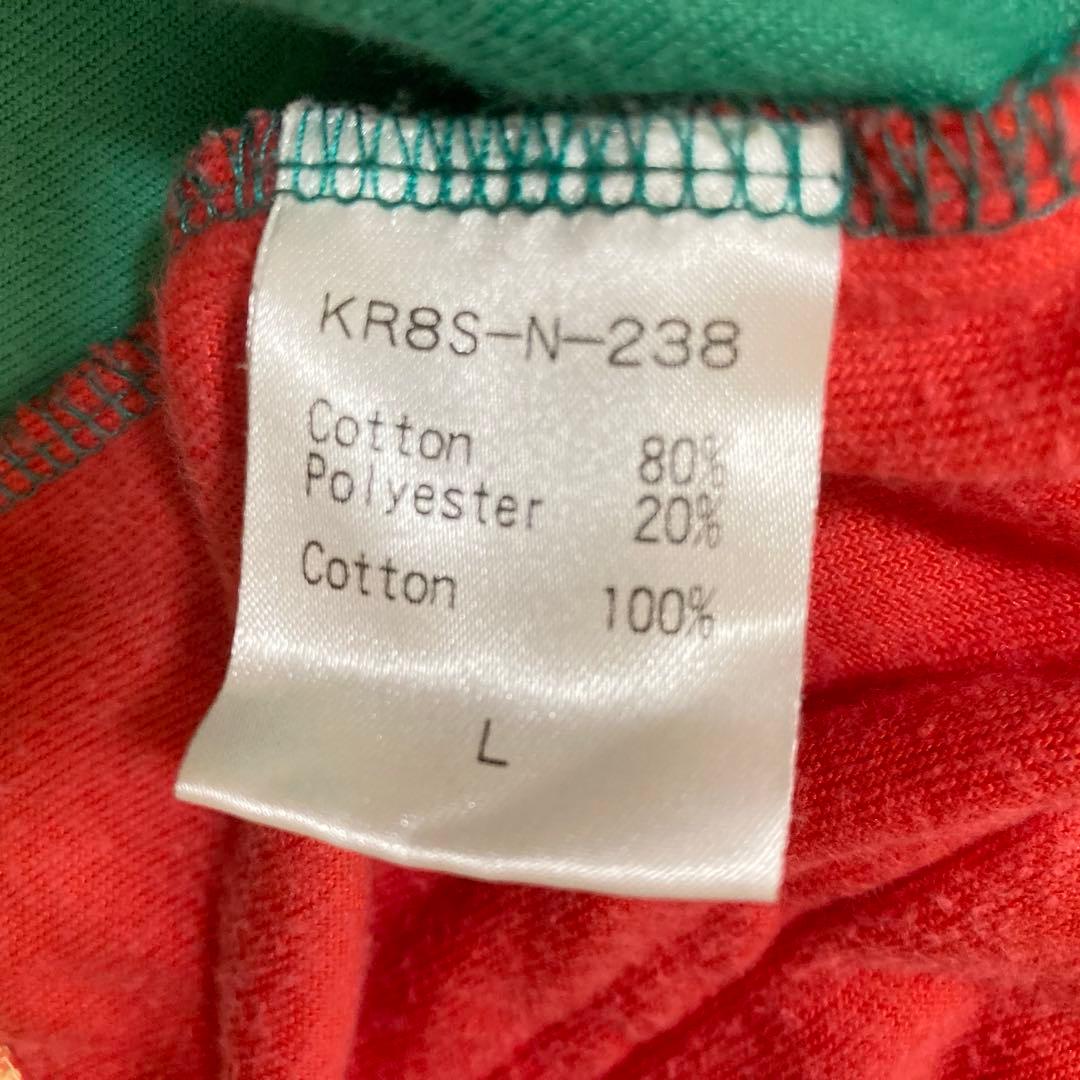 KR8S-N-238
Cotton 80%
Polyester 20%
Cotton 100%
L